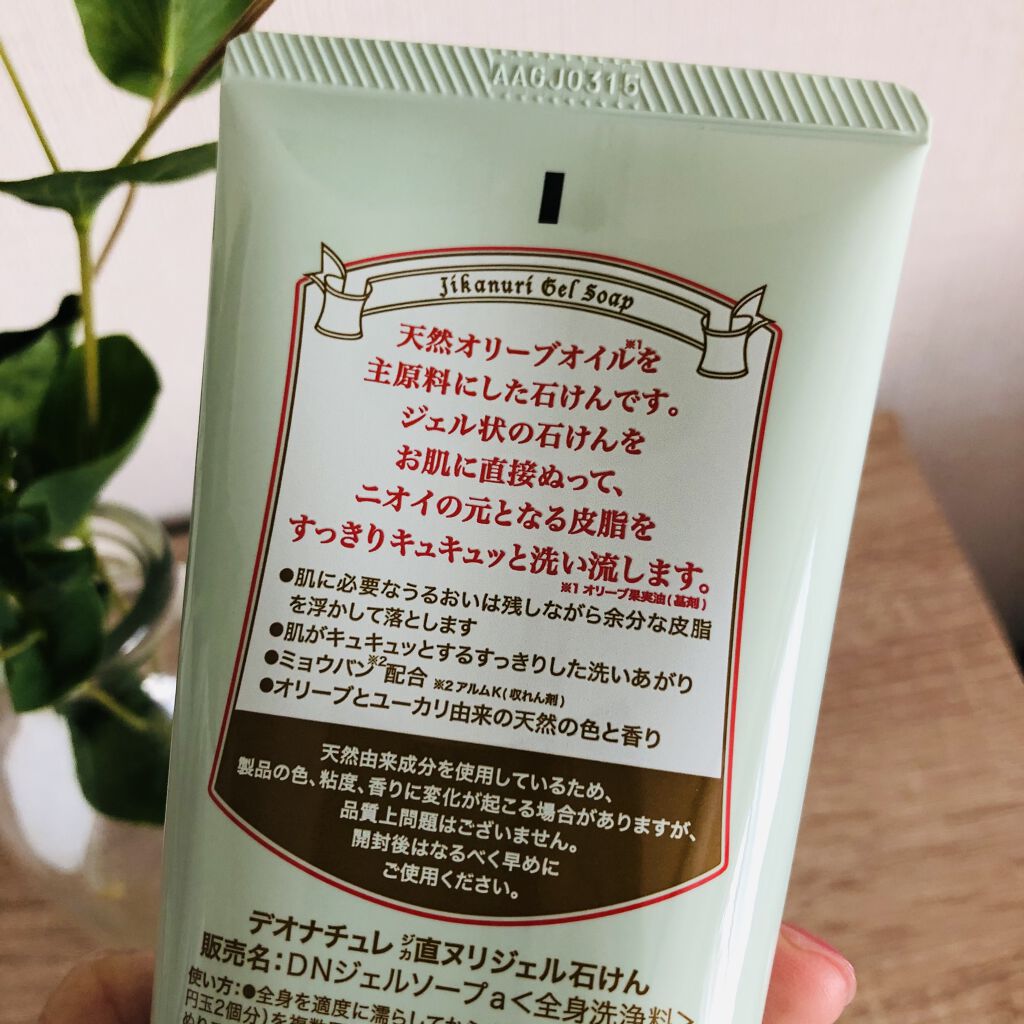 AAGJ0315
Jikanuri Gel Soap
天然オリーブオイル※1を
主原料にした石けんです。
ジェル状の石けんを
お肌に直接ぬって、
ニオイの元となる皮脂を
すっきりキュキュッと洗い流します。
※1 オリーブ果実油(基剤)
●肌に必要なうるおいは残しながら余分な皮脂
を浮かして落とします
●肌がキュキュッとするすっきりした洗いあがり
●ミョウバン※2配合 ※2 アルムK(収れん剤)
●オリーブとユーカリ由来の天然の色と香り
天然由来成分を使用しているため、
製品の色、粘度、香りに変化が起こる場合がありますが、
品質上問題はございません。
開封後はなるべく早めに
ご使用ください。
デオナチュレ 直ヌリジェル石けん
ジカ
販売名：DNジェルソープa＜全身洗浄料＞
使い方：●全身を適度に濡らしてから
円玉2個分)を複数